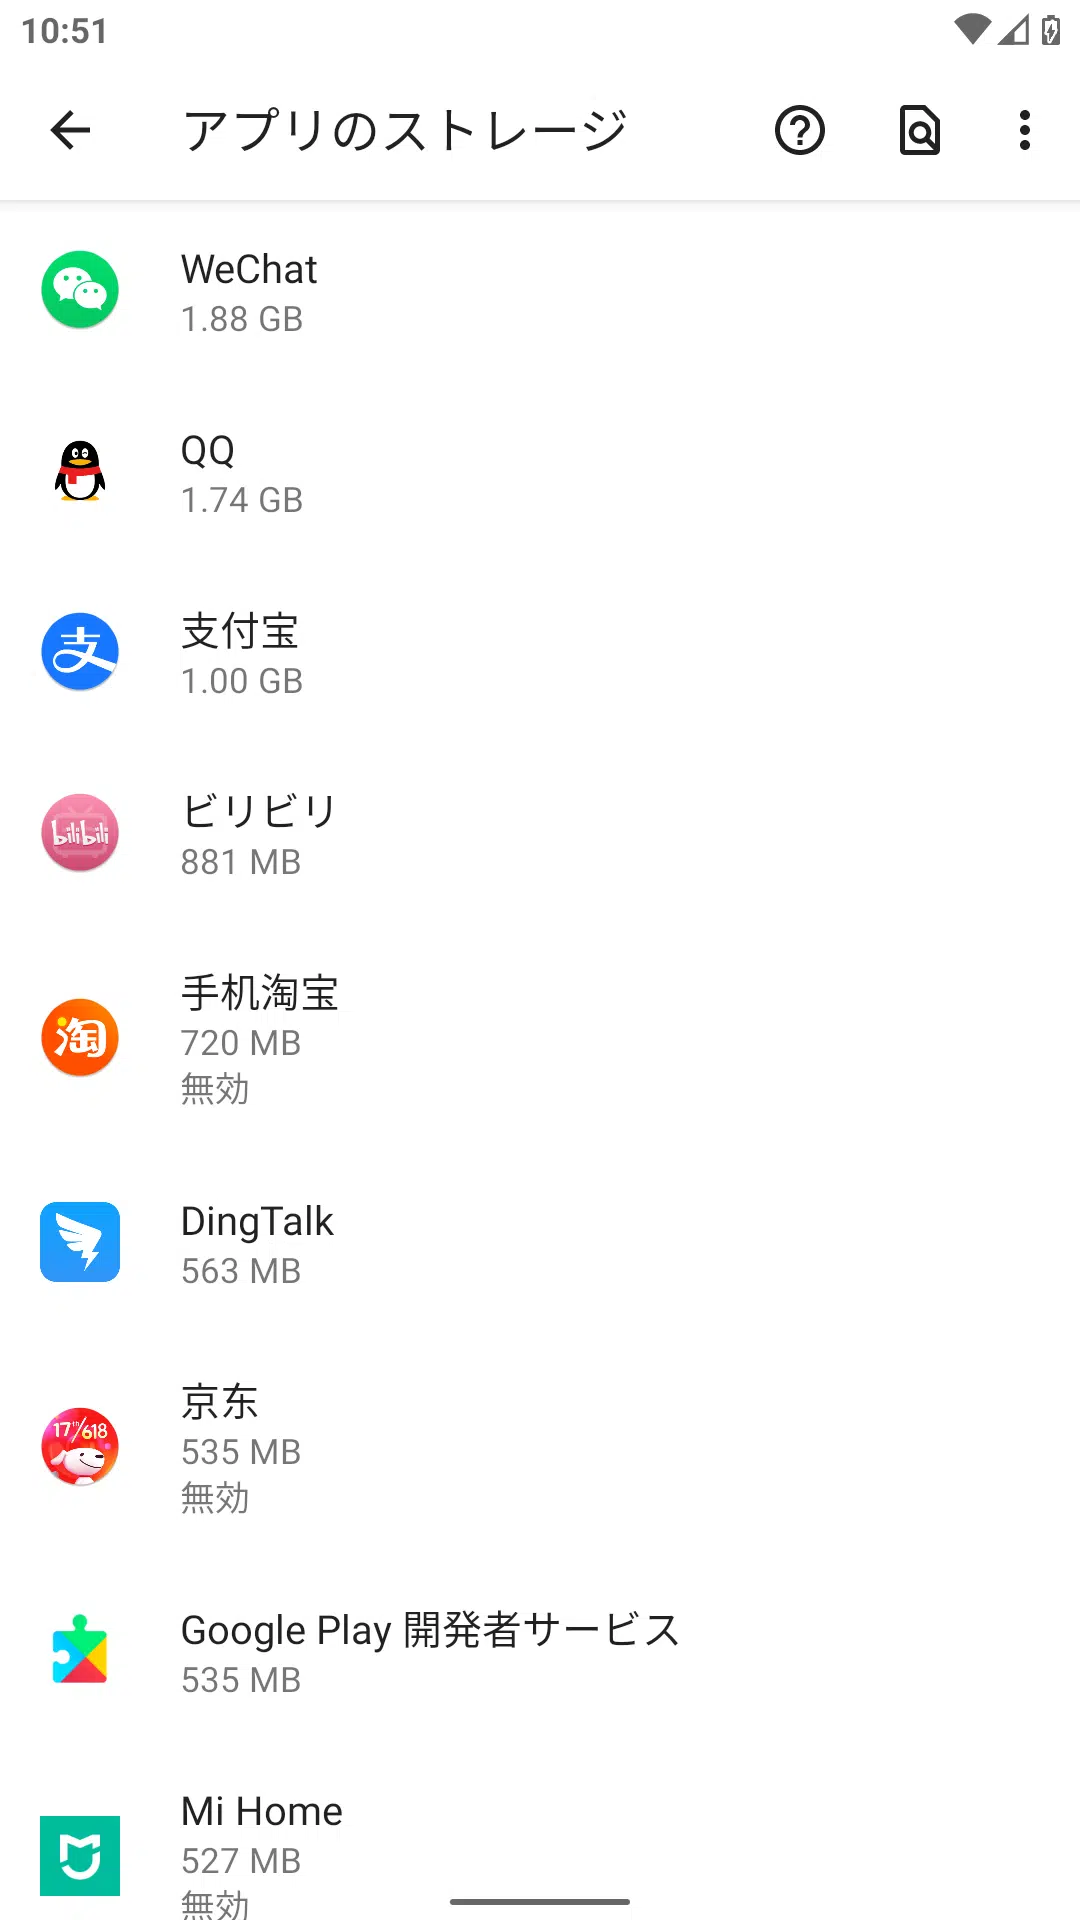 10:51
アプリのストレージ
WeChat
1.88 GB
QQ
1.74 GB
支付宝
1.00 GB
ビリビリ
bilibili
881 MB
手机淘宝
淘
720 MB
無効
DingTalk
563 MB
京东
17th/618
535 MB
無効
Google Play 開発者サービス
535 MB
Mi Home
527 MB
無効